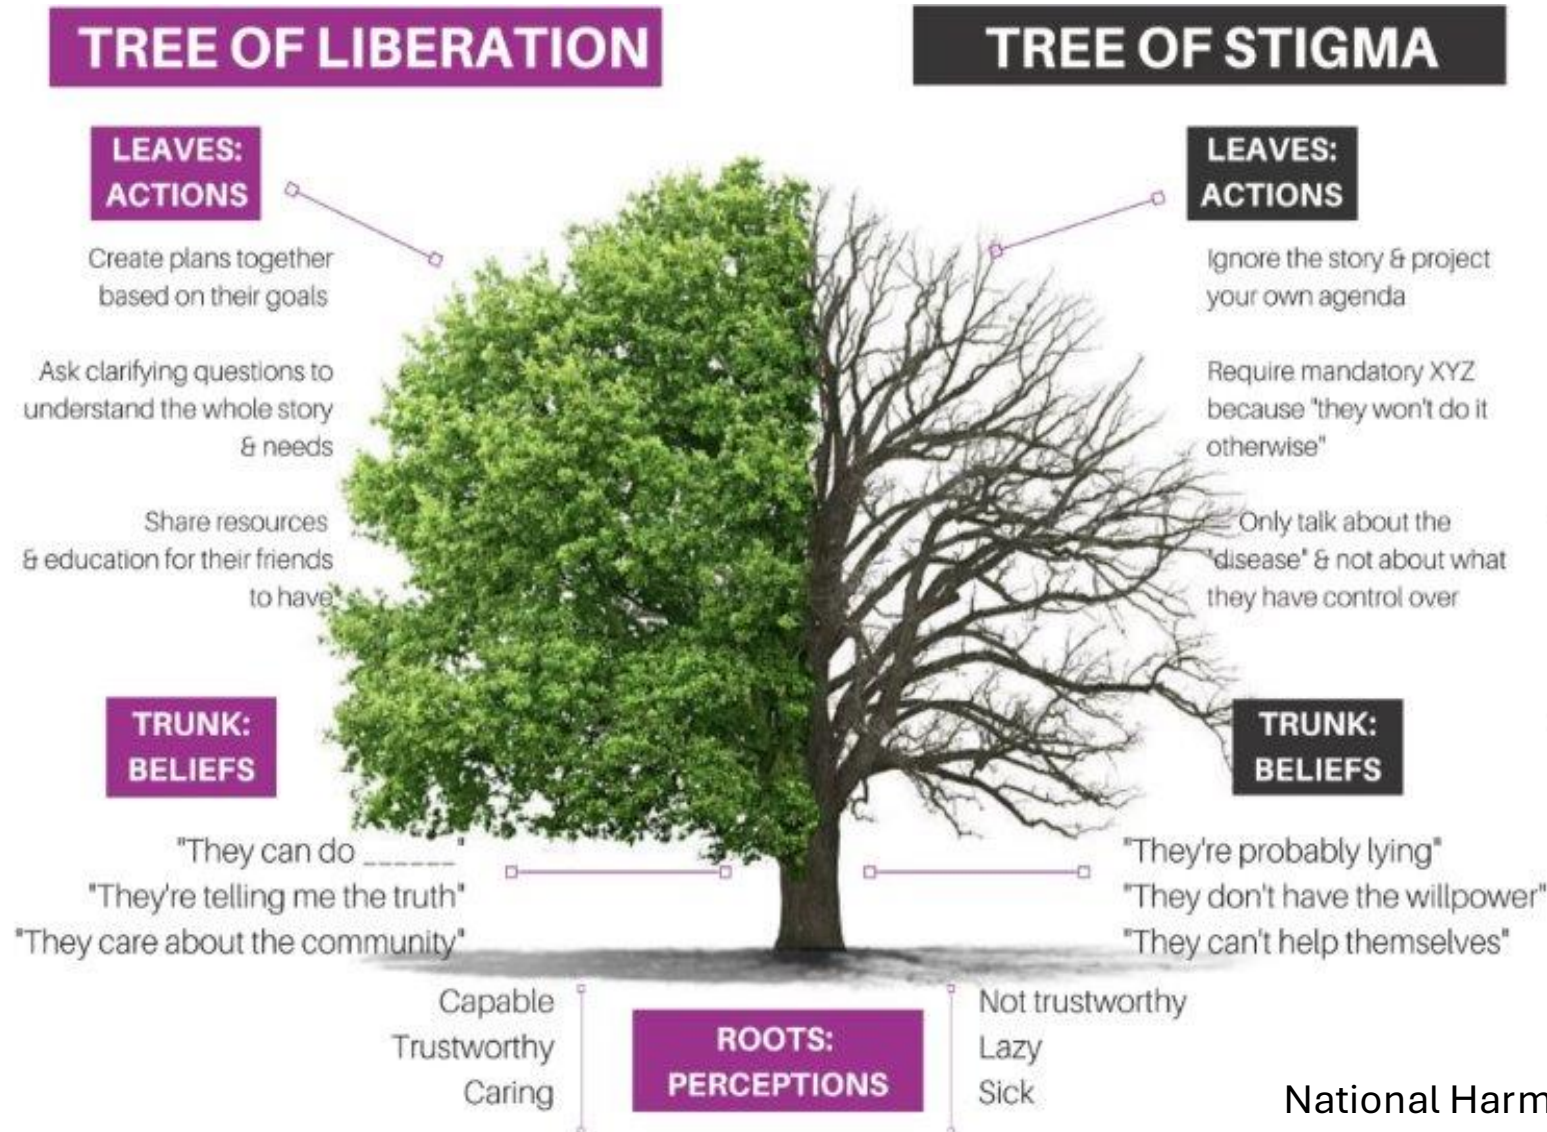 TREE OF LIBERATION
LEAVES:
ACTIONS
Create plans together
based on their goals
Ask clarifying questions to
understand the whole story
& needs
Share resources
& education for their friends
to have
TRUNK:
BELIEFS
"They can do ______"
"They're telling me the truth"
"They care about the community"
Capable
Trustworthy
Caring
ROOTS:
PERCEPTIONS
TREE OF STIGMA
LEAVES:
ACTIONS
Ignore the story & project
your own agenda
Require mandatory XYZ
because "they won't do it
otherwise"
Only talk about the
"disease" & not about what
they have control over
TRUNK:
BELIEFS
"They're probably lying"
"They don't have the willpower"
"They can't help themselves"
Not trustworthy
Lazy
Sick
National Harm